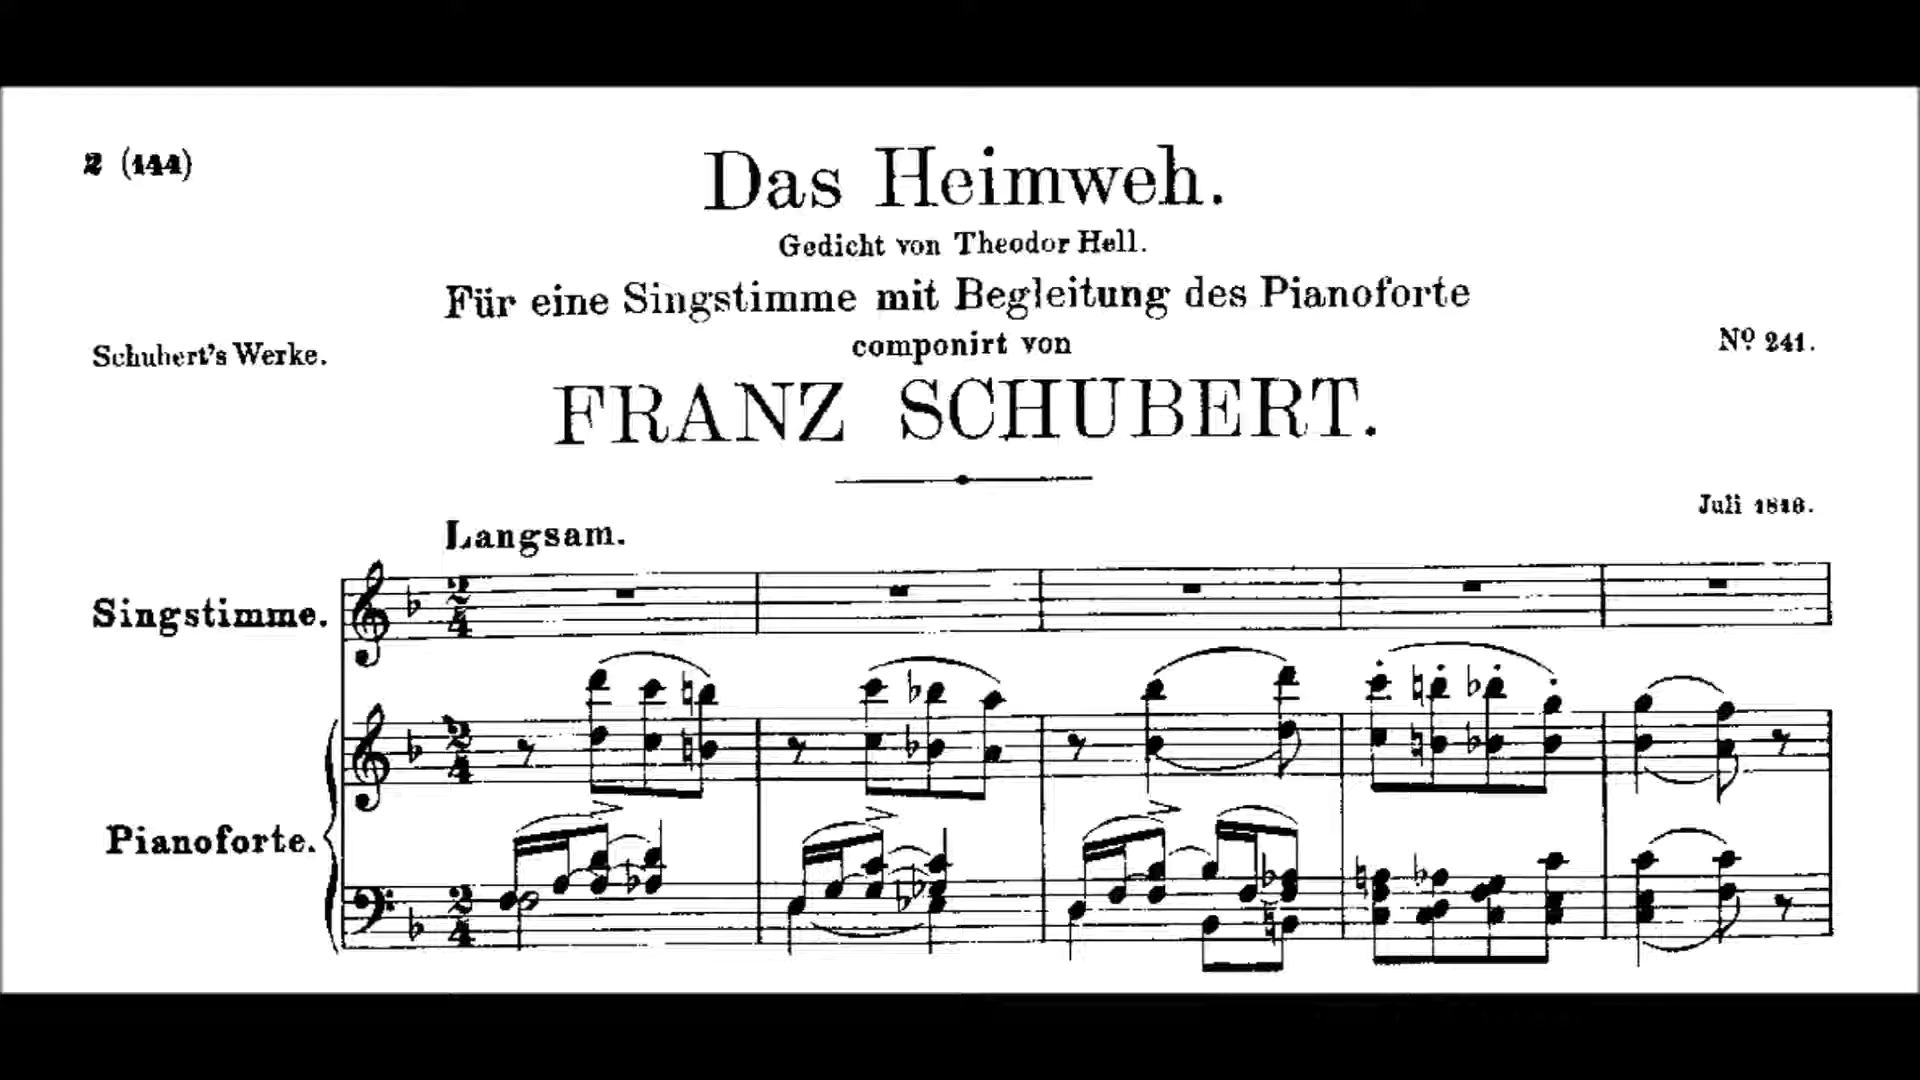 2 (144)
Das Heimweh.
Gedicht von Theodor Hell.
Für eine Singstimme mit Begleitung des Pianoforte
componirt von
Schubert's Werke.
Nº 241.
FRANZ SCHUBERT.
Juli 1816.
Langsam.
Singstimme.
Pianoforte.